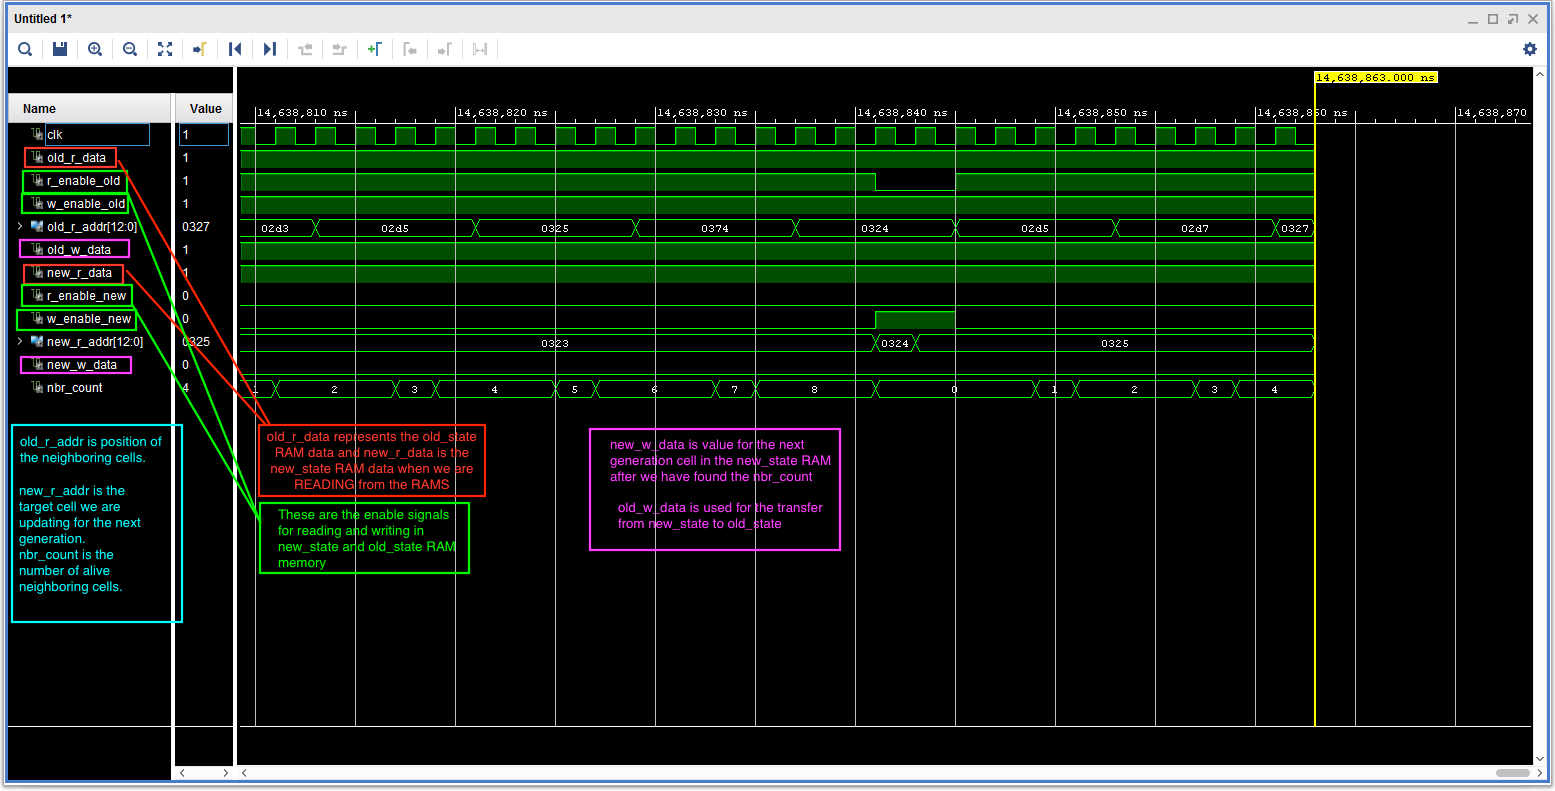 Untitled 1*
14,638,863.000 ns
Name Value
14,638,810 ns 14,638,820 ns 14,638,830 ns 14,638,840 ns 14,638,850 ns 14,638,860 ns 14,638,870
clk 1
old_r_data 1
r_enable_old 1
w_enable_old 1
old_r_addr[12:0] 0327 02d3 02d5 0325 0374 0324 02d5 02d7 0327
old_w_data 1
new_r_data 1
r_enable_new 0
w_enable_new 0
new_r_addr[12:0] 0325 0323 0324 0325
new_w_data 0
nbr_count 4 1 2 3 4 5 6 7 8 0 1 2 3 4
old_r_addr is position of
the neighboring cells.
new_r_addr is the
target cell we are
updating for the next
generation.
nbr_count is the
number of alive
neighboring cells.
old_r_data represents the old_state
RAM data and new_r_data is the
new_state RAM data when we are
READING from the RAMS
These are the enable signals
for reading and writing in
new_state and old_state RAM
memory
new_w_data is value for the next
generation cell in the new_state RAM
after we have found the nbr_count
old_w_data is used for the transfer
from new_state to old_state